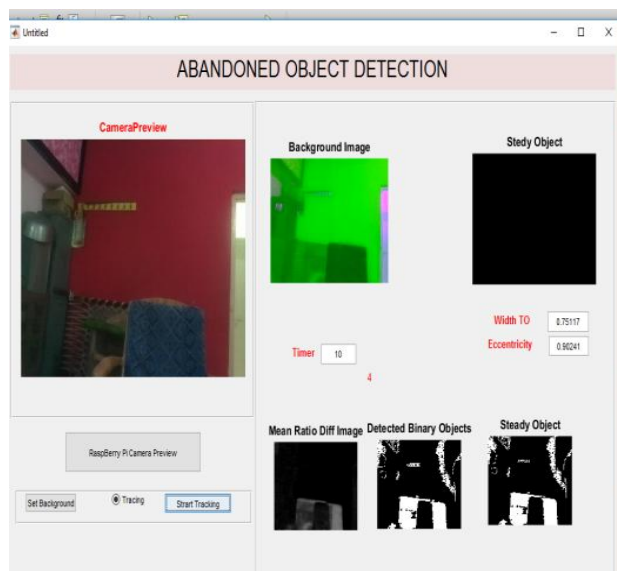 Untitled
ABANDONED OBJECT DETECTION
CameraPreview
Background Image
Stedy Object
Width TO
0.75117
Eccentricity
0.90241
Timer
10
4
Mean Ratio Diff Image
Detected Binary Objects
Steady Object
RaspBerry Pi Camera Preview
Set Background
Tracing
Strart Tracking